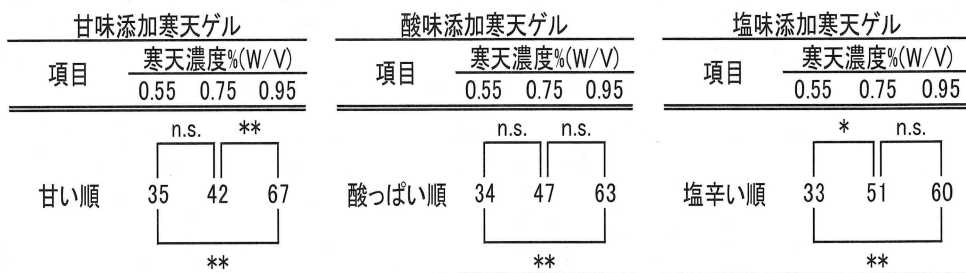 甘味添加寒天ゲル
項目
寒天濃度%(W/V)
0.55 0.75 0.95
n.s. **
甘い順 35 42 67
**
酸味添加寒天ゲル
項目
寒天濃度%(W/V)
0.55 0.75 0.95
n.s. n.s.
酸っぱい順 34 47 63
**
塩味添加寒天ゲル
項目
寒天濃度%(W/V)
0.55 0.75 0.95
* n.s.
塩辛い順 33 51 60
**